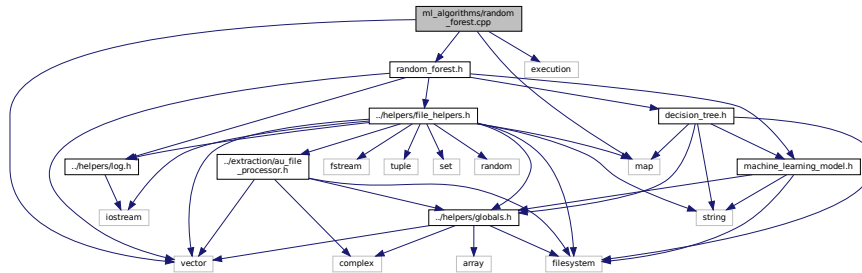 ml_algorithms/random
_forest.cpp
random_forest.h
execution
../helpers/file_helpers.h
decision_tree.h
../helpers/log.h
../extraction/au_file
_processor.h
fstream
tuple
set
random
map
machine_learning_model.h
iostream
../helpers/globals.h
string
vector
complex
array
filesystem